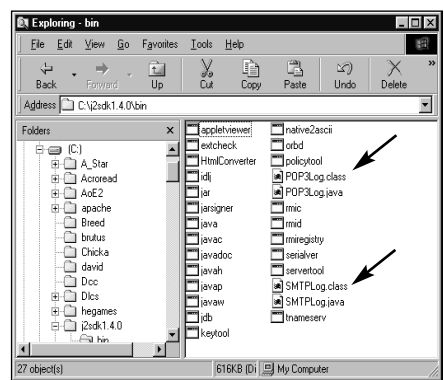 Exploring - bin
File Edit View Go Favorites Tools Help
Back Forward Up Cut Copy Paste Undo Delete
Address C:\j2sdk1.4.0\bin
Folders
(C:)
A_Star
Acroread
AoE2
apache
Breed
brutus
Chicka
david
Dcc
Dlcs
hegames
j2sdk1.4.0
bin
appletviewer
extcheck
HtmlConverter
idlj
jar
jarsigner
java
javac
javadoc
javah
javap
javaw
jdb
keytool
native2ascii
orbd
policytool
POP3Log.class
POP3Log.java
rmic
rmid
rmiregistry
serialver
servertool
SMTPLog.class
SMTPLog.java
tnameserv
27 object(s) 616KB (Di My Computer